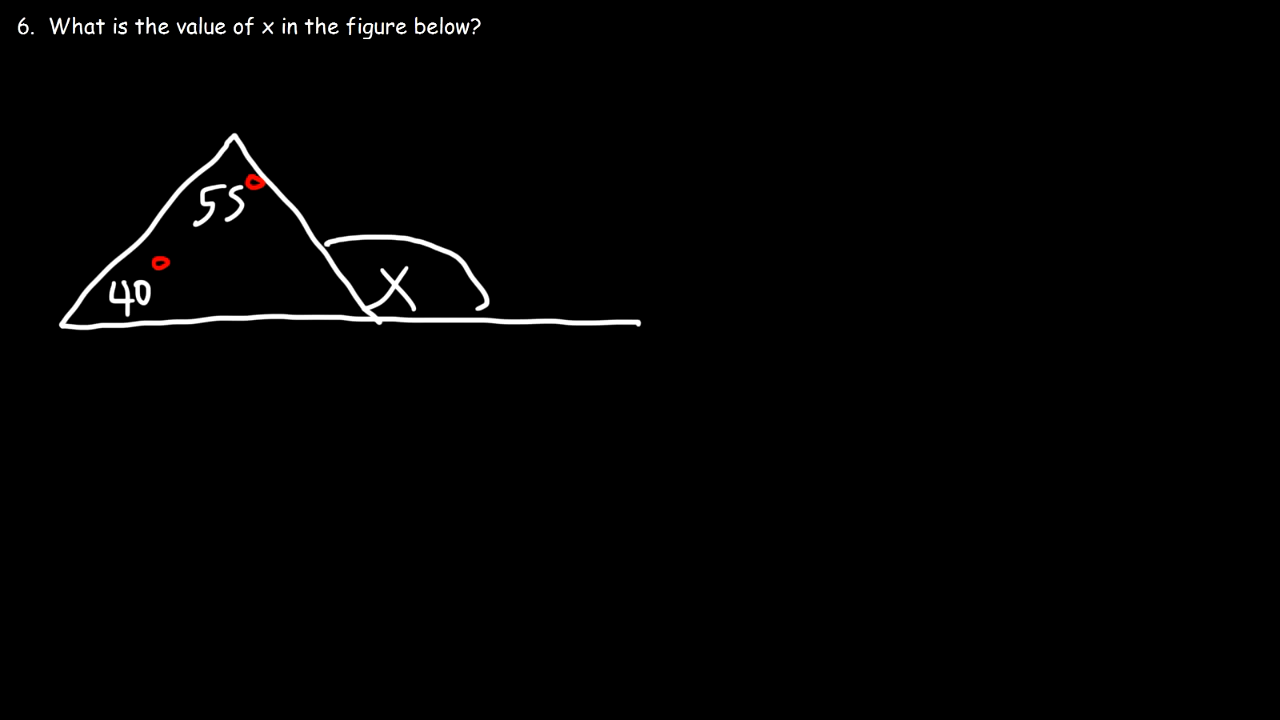 6. What is the value of x in the figure below?
55°
40°
x